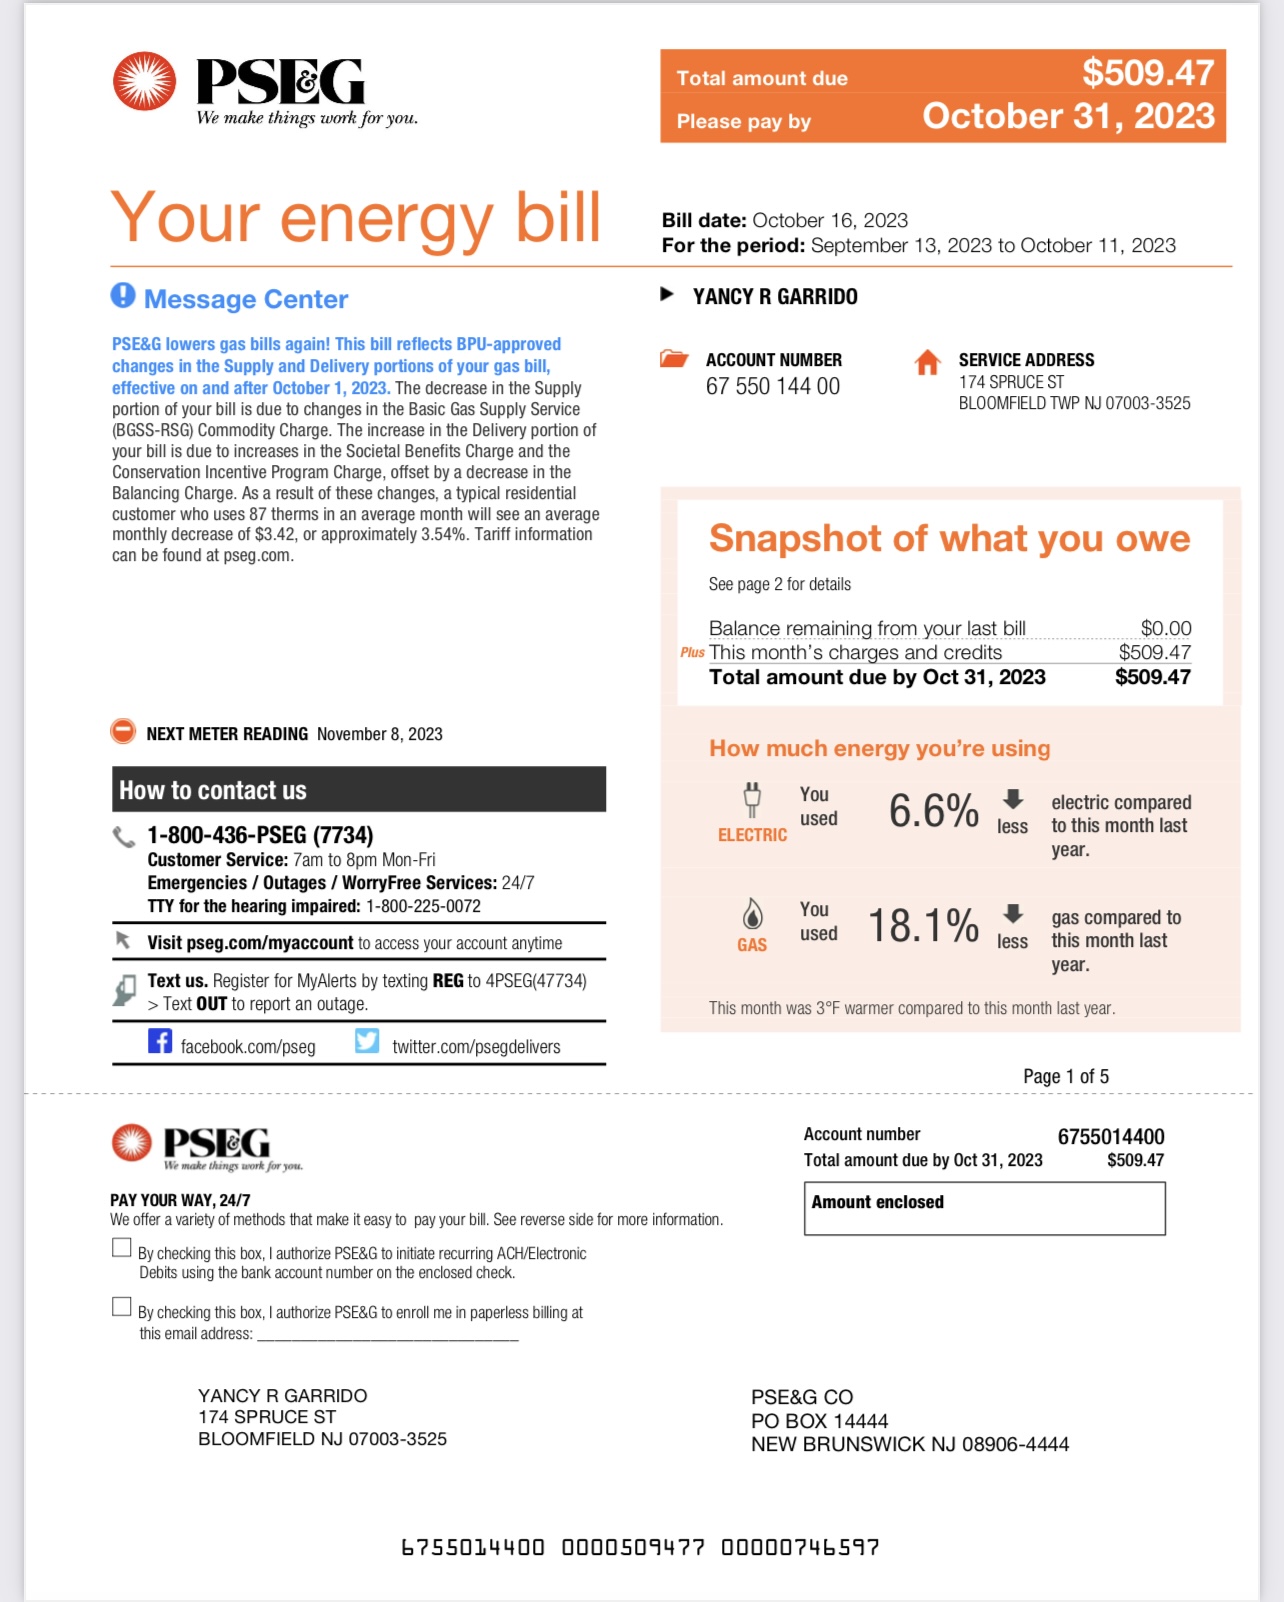 PSE&G
We make things work for you.
Total amount due $509.47
Please pay by October 31, 2023
Your energy bill
Bill date: October 16, 2023
For the period: September 13, 2023 to October 11, 2023
Message Center
PSE&G lowers gas bills again! This bill reflects BPU-approved
changes in the Supply and Delivery portions of your gas bill,
effective on and after October 1, 2023. The decrease in the Supply
portion of your bill is due to changes in the Basic Gas Supply Service
(BGSS-RSG) Commodity Charge. The increase in the Delivery portion of
your bill is due to increases in the Societal Benefits Charge and the
Conservation Incentive Program Charge, offset by a decrease in the
Balancing Charge. As a result of these changes, a typical residential
customer who uses 87 therms in an average month will see an average
monthly decrease of $3.42, or approximately 3.54%. Tariff information
can be found at pseg.com.
YANCY R GARRIDO
ACCOUNT NUMBER
67 550 144 00
SERVICE ADDRESS
174 SPRUCE ST
BLOOMFIELD TWP NJ 07003-3525
Snapshot of what you owe
See page 2 for details
Balance remaining from your last bill $0.00
Plus This month's charges and credits $509.47
Total amount due by Oct 31, 2023 $509.47
NEXT METER READING November 8, 2023
How to contact us
1-800-436-PSEG (7734)
Customer Service: 7am to 8pm Mon-Fri
Emergencies / Outages / WorryFree Services: 24/7
TTY for the hearing impaired: 1-800-225-0072
Visit pseg.com/myaccount to access your account anytime
Text us. Register for MyAlerts by texting REG to 4PSEG(47734)
> Text OUT to report an outage.
facebook.com/pseg twitter.com/psegdelivers
How much energy you're using
ELECTRIC
You
used
6.6%
less
electric compared
to this month last
year.
GAS
You
used
18.1%
less
gas compared to
this month last
year.
This month was 3°F warmer compared to this month last year.
Page 1 of 5
PSE&G
We make things work for you.
Account number 6755014400
Total amount due by Oct 31, 2023 $509.47
Amount enclosed
PAY YOUR WAY, 24/7
We offer a variety of methods that make it easy to pay your bill. See reverse side for more information.
By checking this box, I authorize PSE&G to initiate recurring ACH/Electronic
Debits using the bank account number on the enclosed check.
By checking this box, I authorize PSE&G to enroll me in paperless billing at
this email address: ______________________________
YANCY R GARRIDO
174 SPRUCE ST
BLOOMFIELD NJ 07003-3525
PSE&G CO
PO BOX 14444
NEW BRUNSWICK NJ 08906-4444
6755014400 0000509477 00000746597